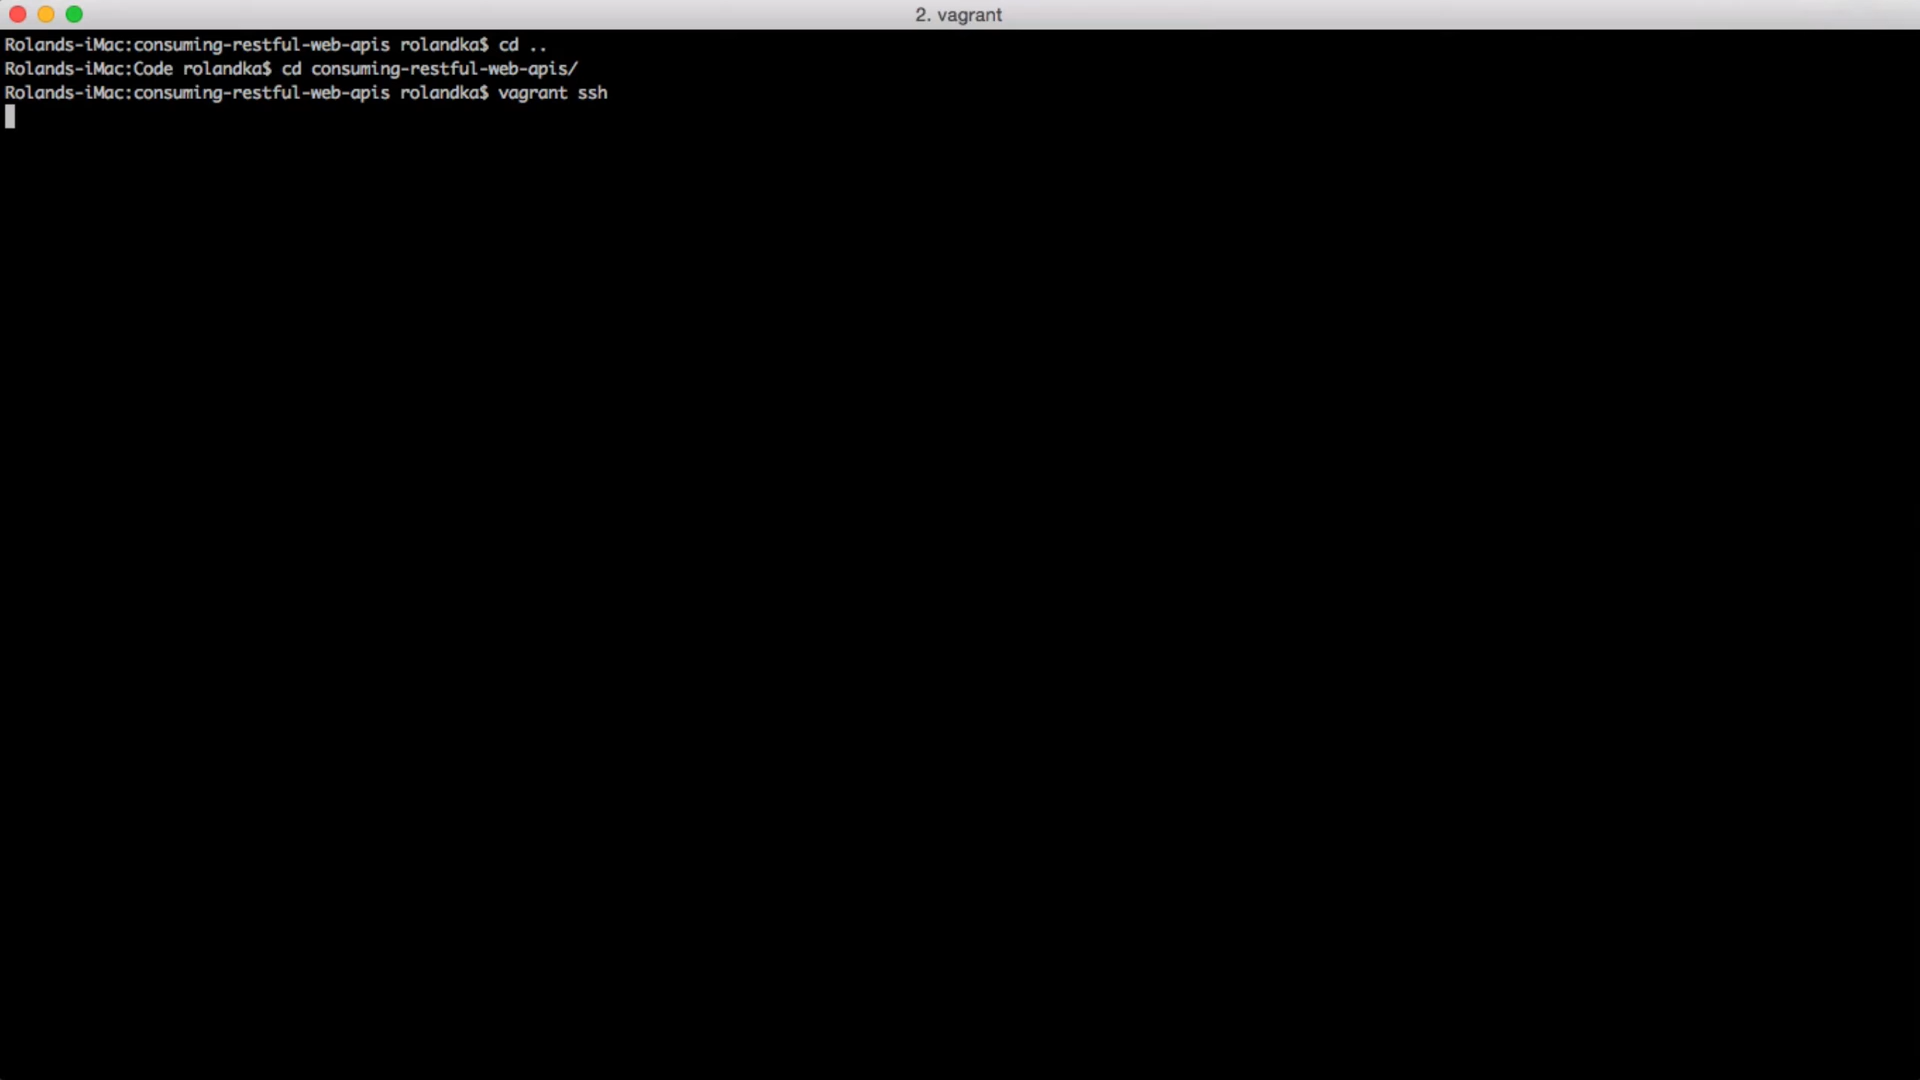 2. vagrant
Rolands-iMac:consuming-restful-web-apis rolandka$ cd ..
Rolands-iMac:Code rolandka$ cd consuming-restful-web-apis/
Rolands-iMac:consuming-restful-web-apis rolandka$ vagrant ssh